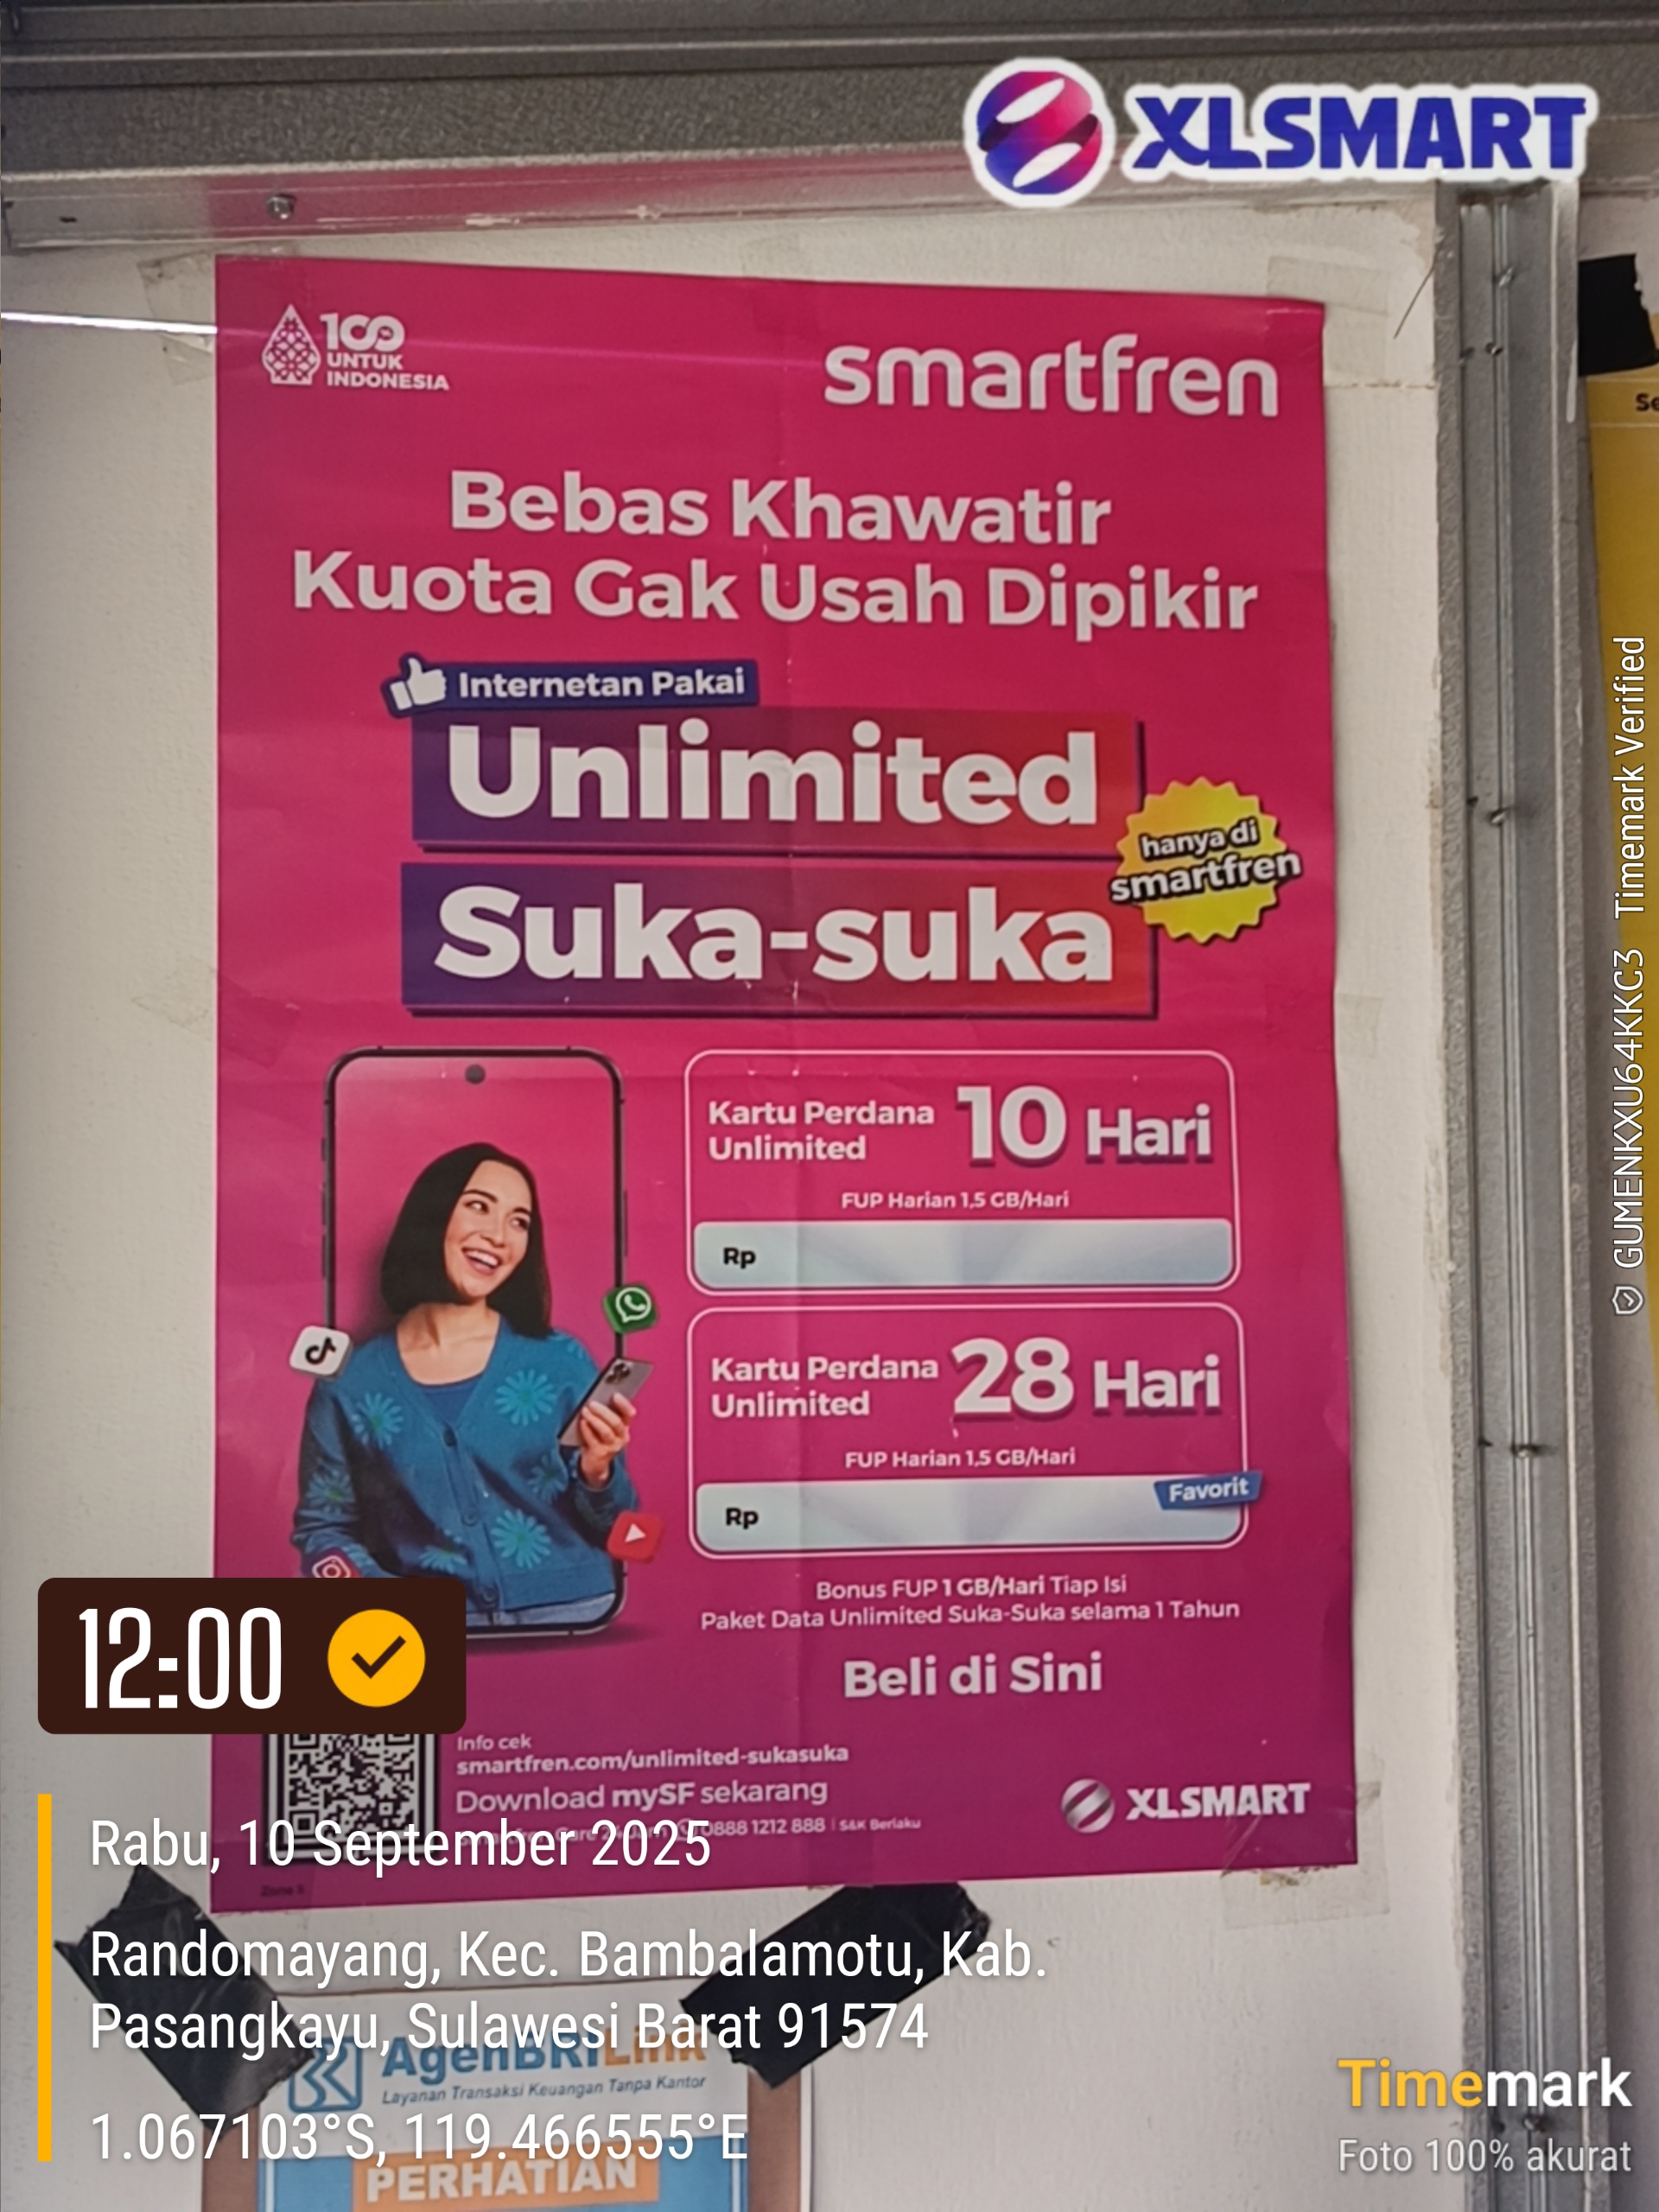 XLSMART
100
UNTUK
INDONESIA
smartfren
Bebas Khawatir
Kuota Gak Usah Dipikir
Internetan Pakai
Unlimited
Suka-suka
hanya di
smartfren
Kartu Perdana
Unlimited
10 Hari
FUP Harian 1,5 GB/Hari
Rp
Kartu Perdana
Unlimited
28 Hari
FUP Harian 1,5 GB/Hari
Rp
Favorit
Bonus FUP 1 GB/Hari Tiap Isi
Paket Data Unlimited Suka-Suka selama 1 Tahun
Beli di Sini
Info cek
smartfren.com/unlimited-sukasuka
Download mySF sekarang
0888 1212 888 | S&K Berlaku
XLSMART
12:00
Rabu, 10 September 2025
Randomayang, Kec. Bambalamotu, Kab.
Pasangkayu, Sulawesi Barat 91574
1.067103°S, 119.466555°E
AgenBRILink
Layanan Transaksi Keuangan Tanpa Kantor
PERHATIAN
GUMENKXU64KKC3 Timemark Verified
Timemark
Foto 100% akurat